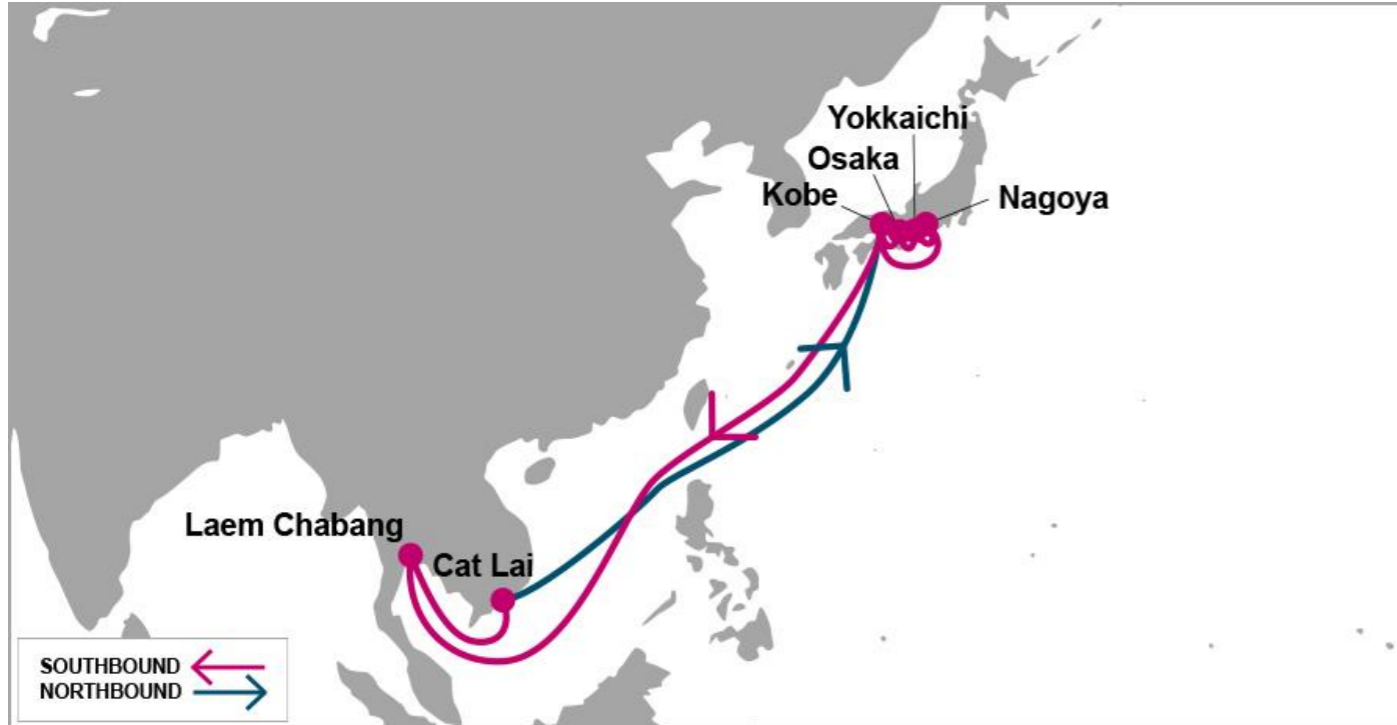 Yokkaichi
Osaka
Kobe
Nagoya
Laem Chabang
Cat Lai
SOUTHBOUND
NORTHBOUND